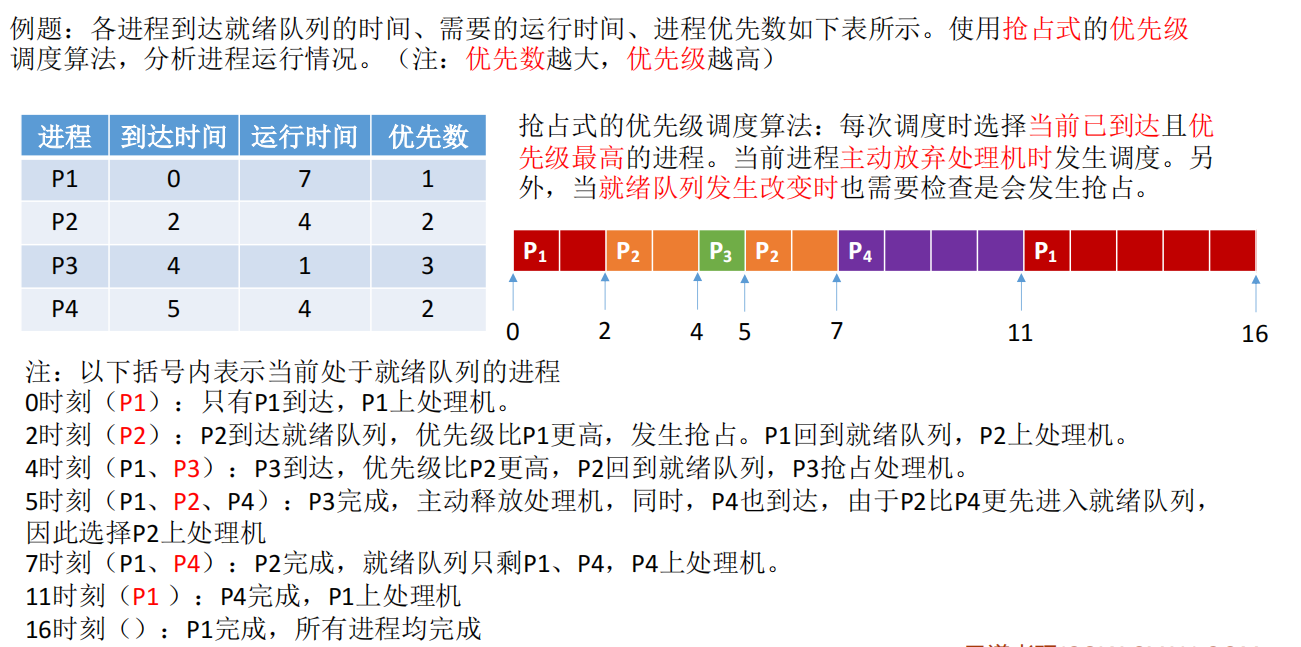 例题：各进程到达就绪队列的时间、需要的运行时间、进程优先数如下表所示。使用抢占式的优先级
调度算法，分析进程运行情况。（注：优先数越大，优先级越高）
进程 到达时间 运行时间 优先数
P1 0 7 1
P2 2 4 2
P3 4 1 3
P4 5 4 2
抢占式的优先级调度算法：每次调度时选择当前已到达且优
先级最高的进程。当前进程主动放弃处理机时发生调度。另
外，当就绪队列发生改变时也需要检查是会发生抢占。
P1 P2 P3 P2 P4 P1
0 2 4 5 7 11 16
注：以下括号内表示当前处于就绪队列的进程
0时刻（P1）：只有P1到达，P1上处理机。
2时刻（P2）：P2到达就绪队列，优先级比P1更高，发生抢占。P1回到就绪队列，P2上处理机。
4时刻（P1、P3）：P3到达，优先级比P2更高，P2回到就绪队列，P3抢占处理机。
5时刻（P1、P2、P4）：P3完成，主动释放处理机，同时，P4也到达，由于P2比P4更先进入就绪队列，
因此选择P2上处理机
7时刻（P1、P4）：P2完成，就绪队列只剩P1、P4，P4上处理机。
11时刻（P1 ）：P4完成，P1上处理机
16时刻（）：P1完成，所有进程均完成